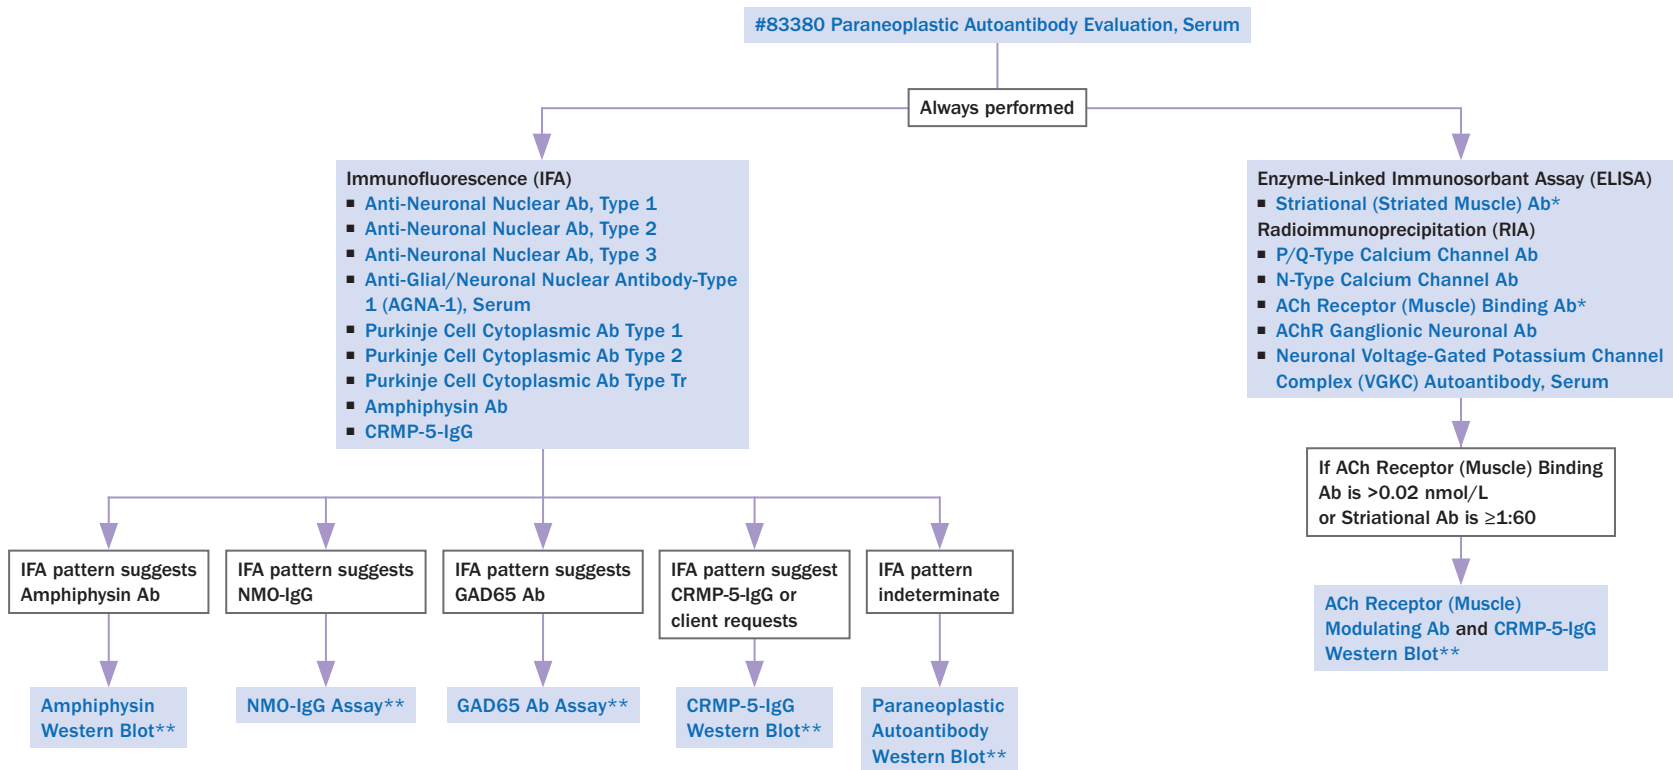 #83380 Paraneoplastic Autoantibody Evaluation, Serum
Always performed
Immunofluorescence (IFA)
■ Anti-Neuronal Nuclear Ab, Type 1
■ Anti-Neuronal Nuclear Ab, Type 2
■ Anti-Neuronal Nuclear Ab, Type 3
■ Anti-Glial/Neuronal Nuclear Antibody-Type
1 (AGNA-1), Serum
■ Purkinje Cell Cytoplasmic Ab Type 1
■ Purkinje Cell Cytoplasmic Ab Type 2
■ Purkinje Cell Cytoplasmic Ab Type Tr
■ Amphiphysin Ab
■ CRMP-5-IgG
Enzyme-Linked Immunosorbant Assay (ELISA)
■ Striational (Striated Muscle) Ab*
Radioimmunoprecipitation (RIA)
■ P/Q-Type Calcium Channel Ab
■ N-Type Calcium Channel Ab
■ ACh Receptor (Muscle) Binding Ab*
■ AChR Ganglionic Neuronal Ab
■ Neuronal Voltage-Gated Potassium Channel
Complex (VGKC) Autoantibody, Serum
If ACh Receptor (Muscle) Binding
Ab is >0.02 nmol/L
or Striational Ab is ≥1:60
IFA pattern suggests
Amphiphysin Ab
IFA pattern suggests
NMO-IgG
IFA pattern suggests
GAD65 Ab
IFA pattern suggest
CRMP-5-IgG or
client requests
IFA pattern
indeterminate
ACh Receptor (Muscle)
Modulating Ab and CRMP-5-IgG
Western Blot**
Amphiphysin
Western Blot**
NMO-IgG Assay**
GAD65 Ab Assay**
CRMP-5-IgG
Western Blot**
Paraneoplastic
Autoantibody
Western Blot**